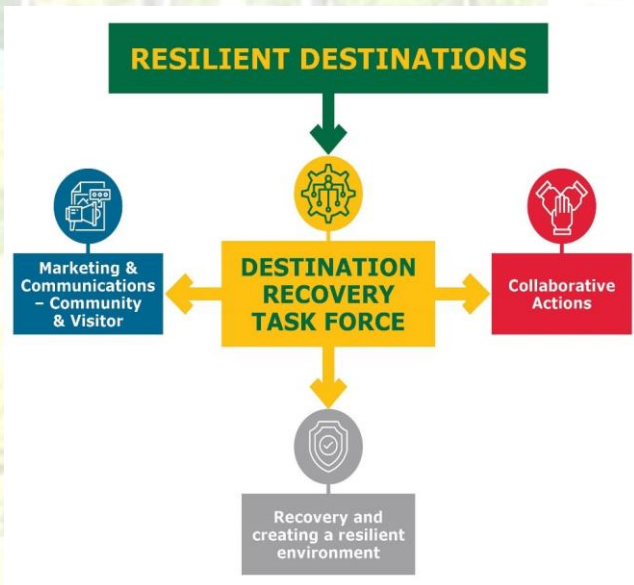 RESILIENT DESTINATIONS
Marketing &
Communications
– Community
& Visitor
DESTINATION
RECOVERY
TASK FORCE
Collaborative
Actions
Recovery and
creating a resilient
environment